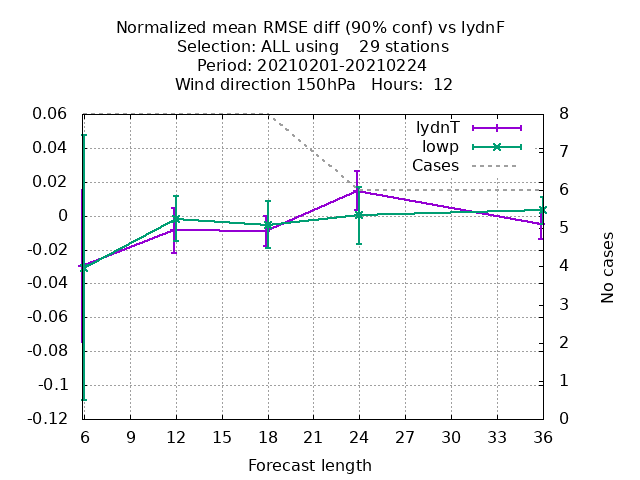 Normalized mean RMSE diff (90% conf) vs lydnF
Selection: ALL using    29 stations
Period: 20210201-20210224
Wind direction 150hPa   Hours:  12
0.06
0.04
0.02
0
-0.02
-0.04
-0.06
-0.08
-0.1
-0.12
lydnT
lowp
Cases
8
7
6
5
4
3
2
1
0
No cases
6 9 12 15 18 21 24 27 30 33 36
Forecast length